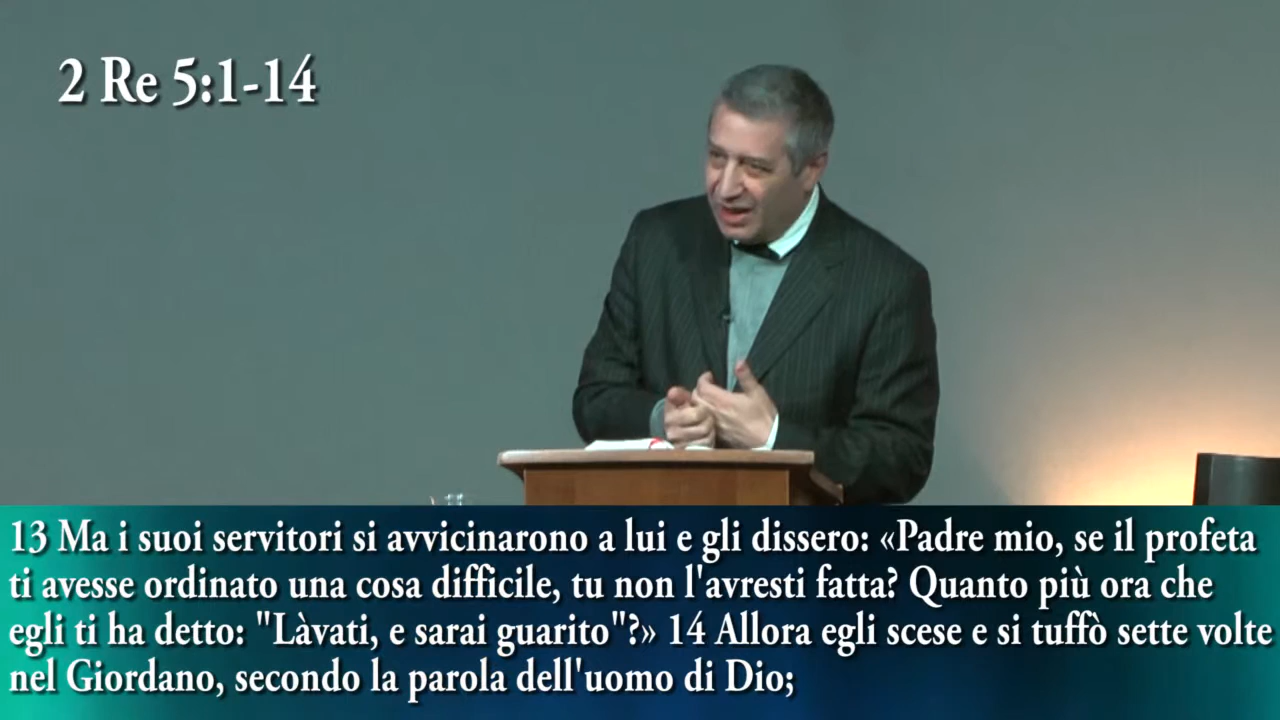 2 Re 5:1-14
13 Ma i suoi servitori si avvicinarono a lui e gli dissero: «Padre mio, se il profeta
ti avesse ordinato una cosa difficile, tu non l'avresti fatta? Quanto più ora che
egli ti ha detto: "Làvati, e sarai guarito"?» 14 Allora egli scese e si tuffò sette volte
nel Giordano, secondo la parola dell'uomo di Dio;